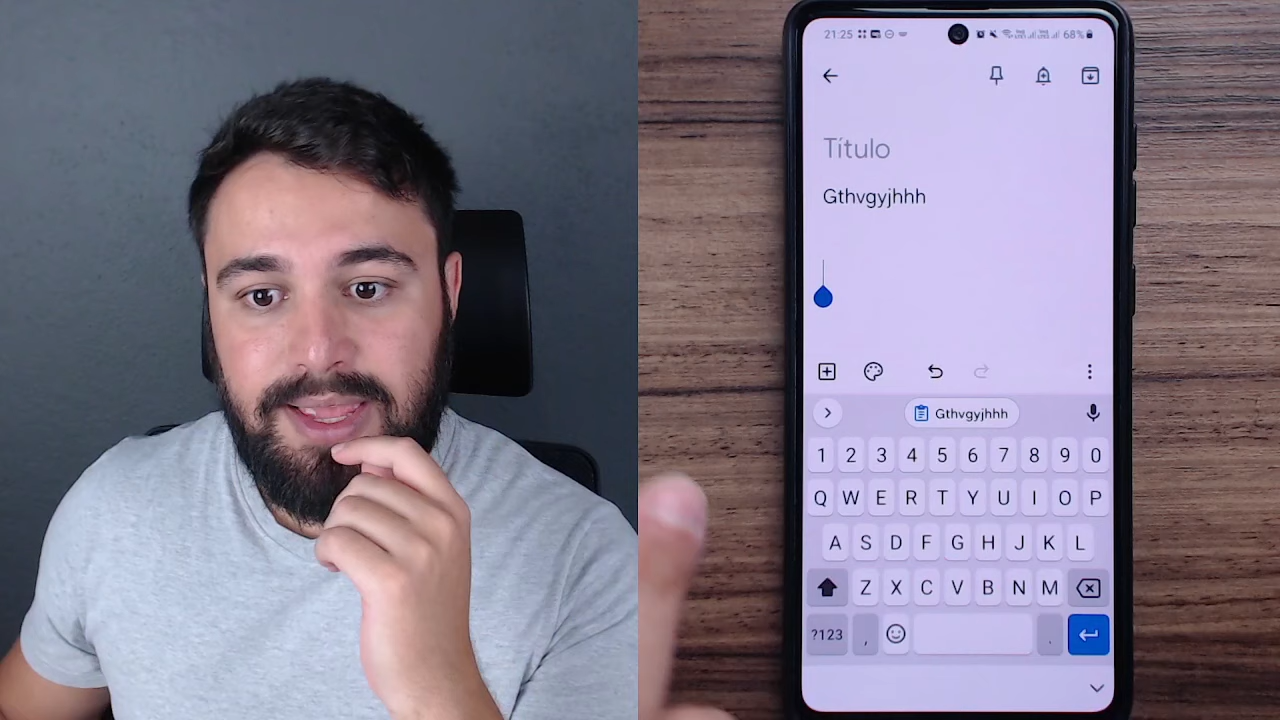 21:25
68%
Título
Gthvgyjhhh
Gthvgyjhhh
1 2 3 4 5 6 7 8 9 0
Q W E R T Y U I O P
A S D F G H J K L
Z X C V B N M
?123 , .